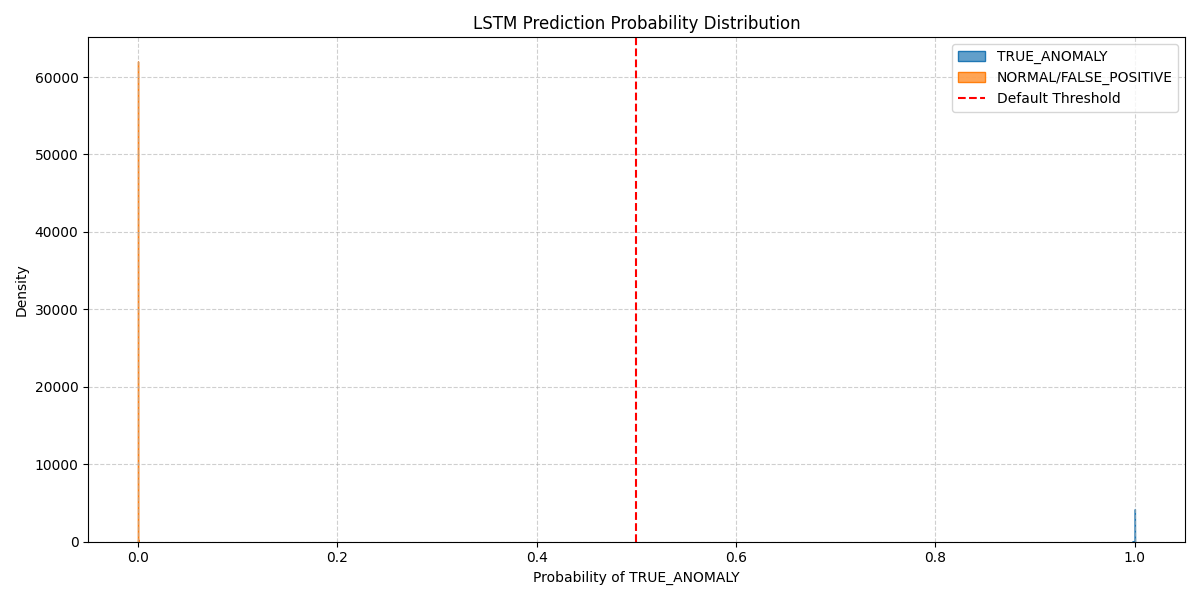 LSTM Prediction Probability Distribution
TRUE_ANOMALY
NORMAL/FALSE_POSITIVE
Default Threshold
Density
60000
50000
40000
30000
20000
10000
0
0.0 0.2 0.4 0.6 0.8 1.0
Probability of TRUE_ANOMALY